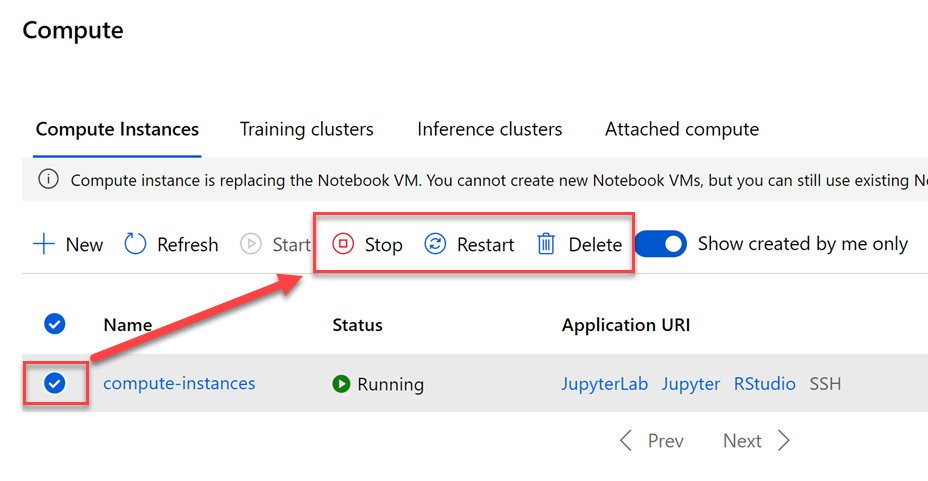 Compute
Compute Instances Training clusters Inference clusters Attached compute
Compute instance is replacing the Notebook VM. You cannot create new Notebook VMs, but you can still use existing
New Refresh Start Stop Restart Delete Show created by me only
Name Status Application URI
compute-instances Running JupyterLab Jupyter RStudio SSH
Prev Next